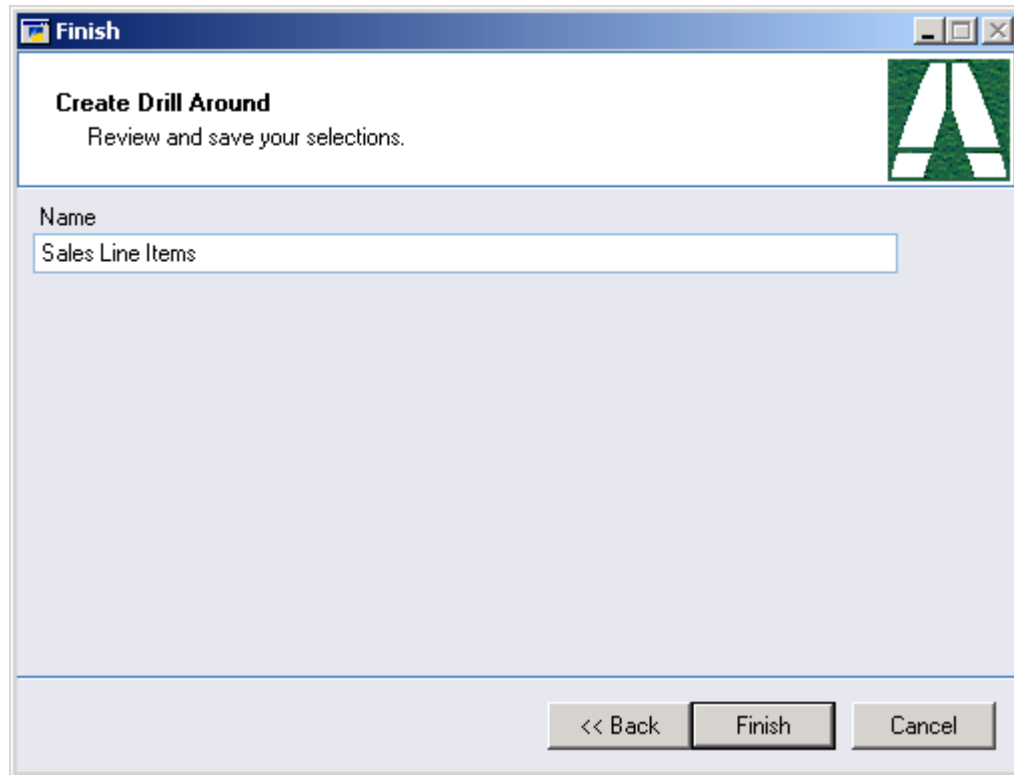 Finish
Create Drill Around
Review and save your selections.
Name
Sales Line Items
<< Back Finish Cancel